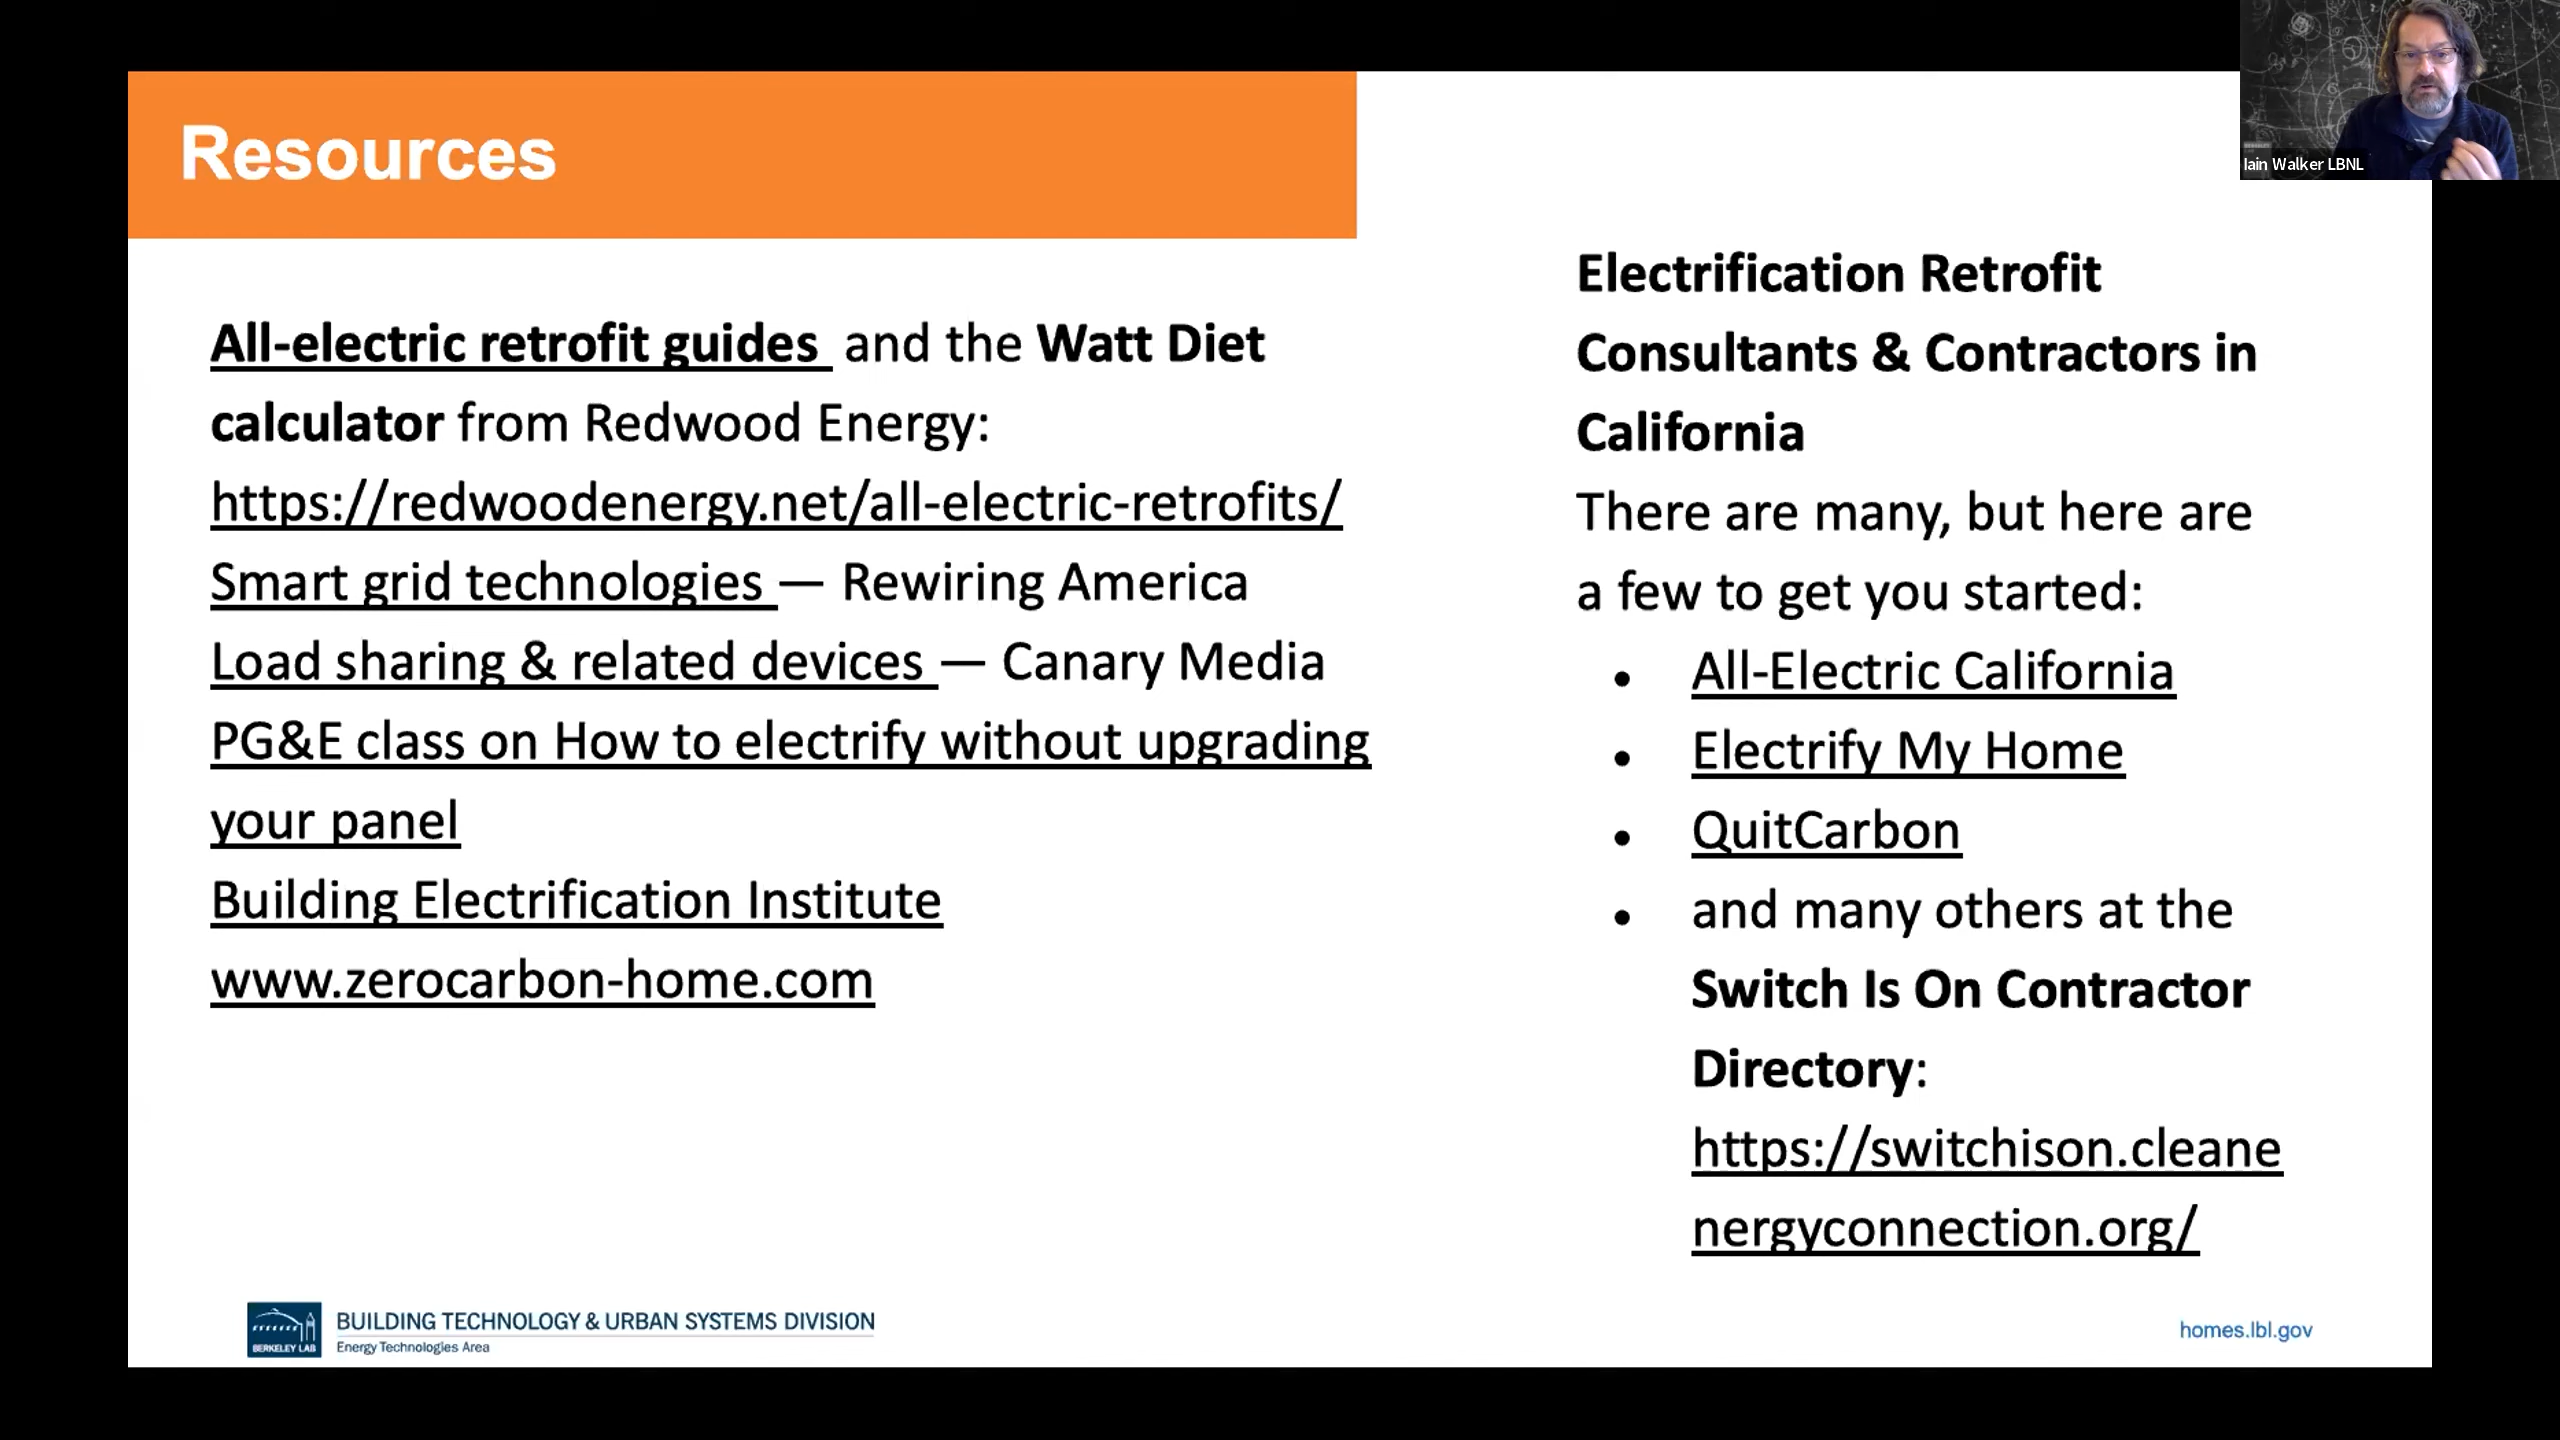 Resources
All-electric retrofit guides and the Watt Diet
calculator from Redwood Energy:
https://redwoodenergy.net/all-electric-retrofits/
Smart grid technologies — Rewiring America
Load sharing & related devices — Canary Media
PG&E class on How to electrify without upgrading
your panel
Building Electrification Institute
www.zerocarbon-home.com
Electrification Retrofit
Consultants & Contractors in
California
There are many, but here are
a few to get you started:
• All-Electric California
• Electrify My Home
• QuitCarbon
• and many others at the
Switch Is On Contractor
Directory:
https://switchison.cleane
nergyconnection.org/
Iain Walker LBNL
BERKELEY LAB
BUILDING TECHNOLOGY & URBAN SYSTEMS DIVISION
Energy Technologies Area
homes.lbl.gov